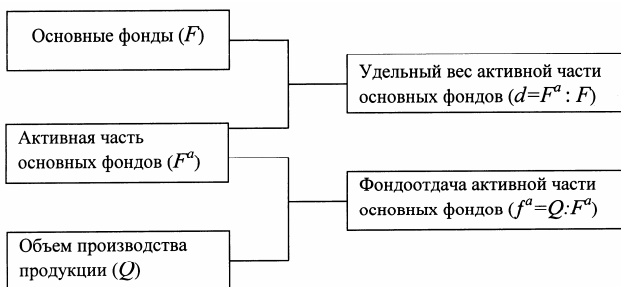 Основные фонды (F)
Удельный вес активной части
основных фондов (d=Fᵃ : F)
Активная часть
основных фондов (Fᵃ)
Фондоотдача активной части
основных фондов (fᵃ=Q:Fᵃ)
Объем производства
продукции (Q)